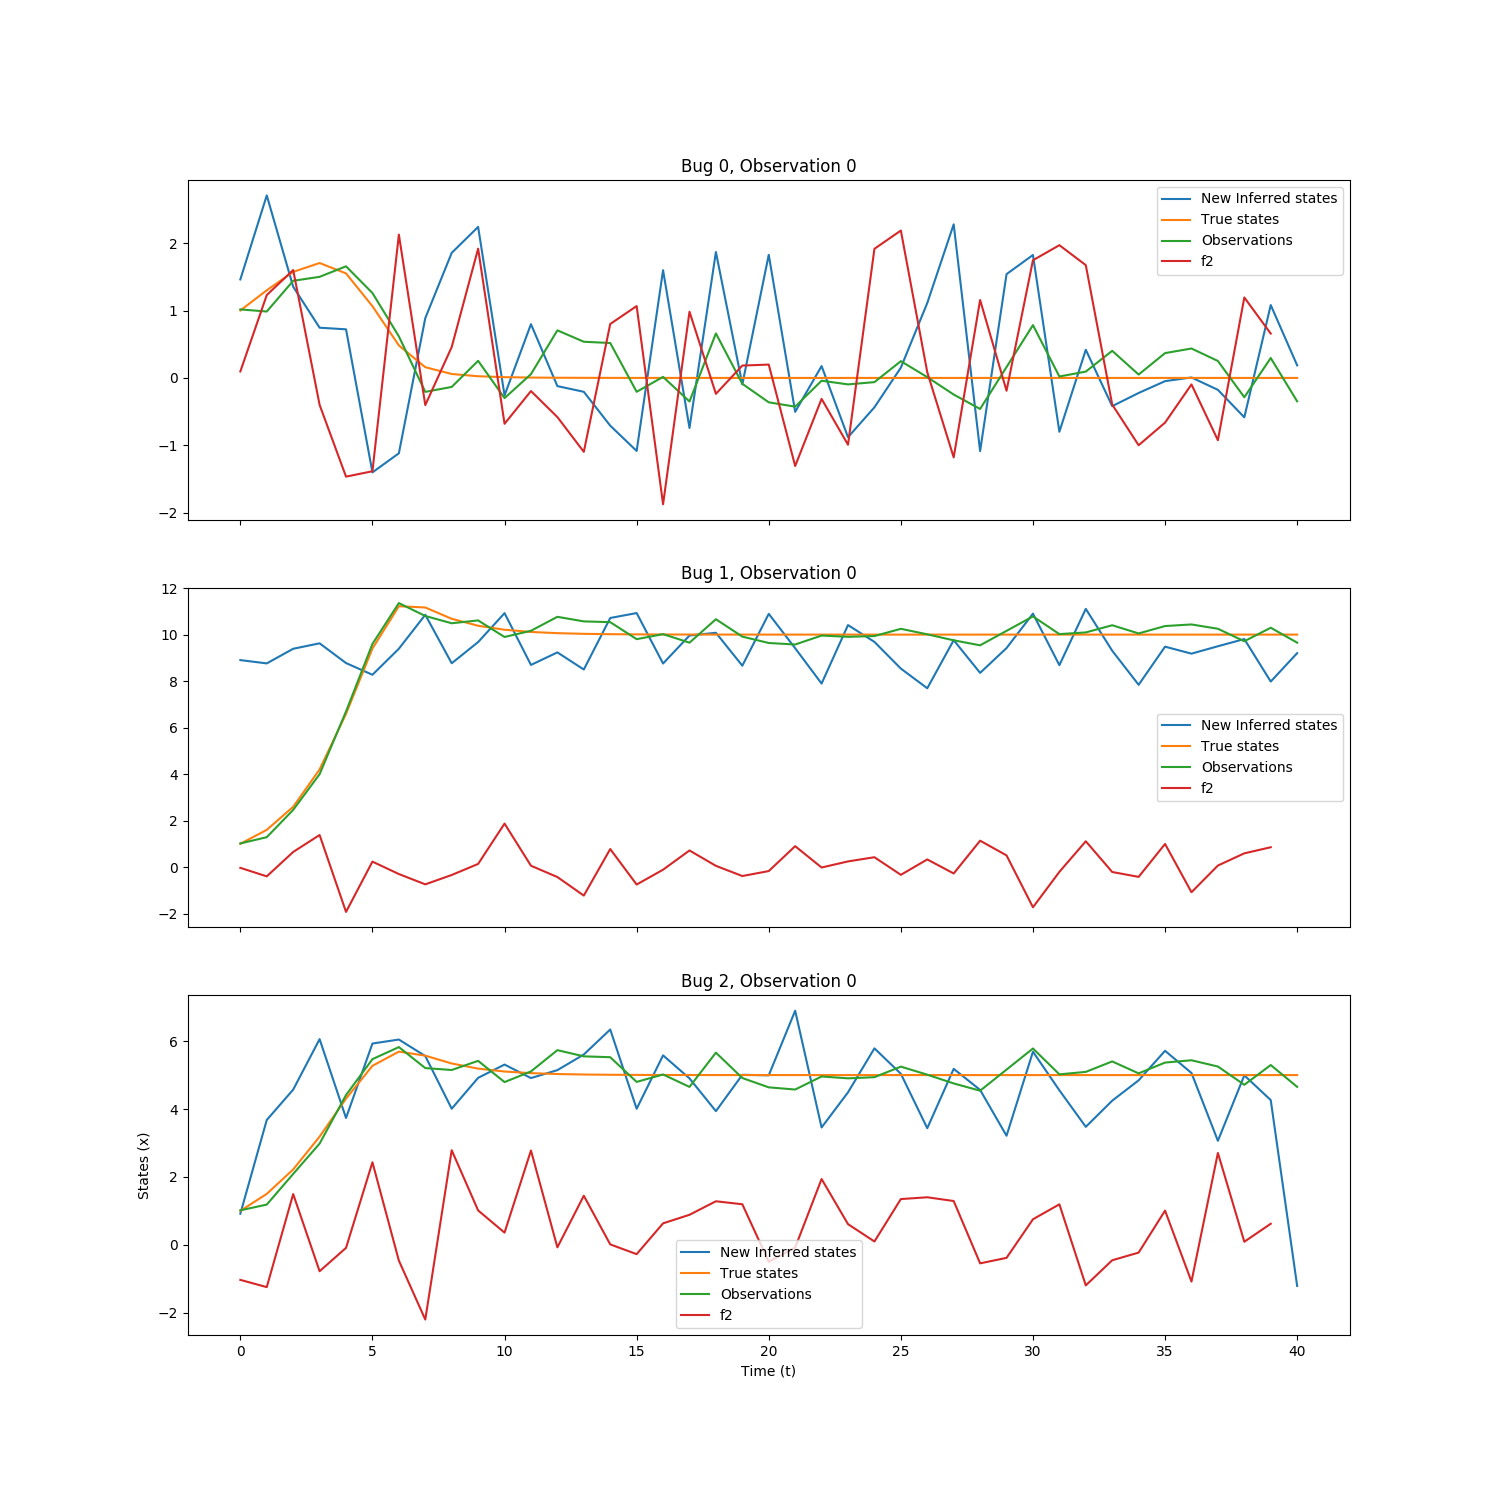 Bug 0, Observation 0
New Inferred states
True states
Observations
f2
2
1
0
−1
−2
Bug 1, Observation 0
12
10
8
6
4
2
0
−2
New Inferred states
True states
Observations
f2
Bug 2, Observation 0
6
4
2
0
−2
States (x)
New Inferred states
True states
Observations
f2
0 5 10 15 20 25 30 35 40
Time (t)